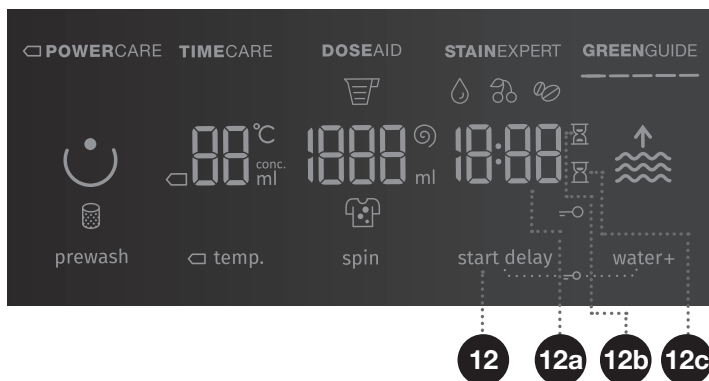 POWERCARE TIMECARE DOSEAID STAINEXPERT GREENGUIDE
88 °C conc. ml 1888 ml 18:88
prewash temp. spin start delay water+
12 12a 12b 12c